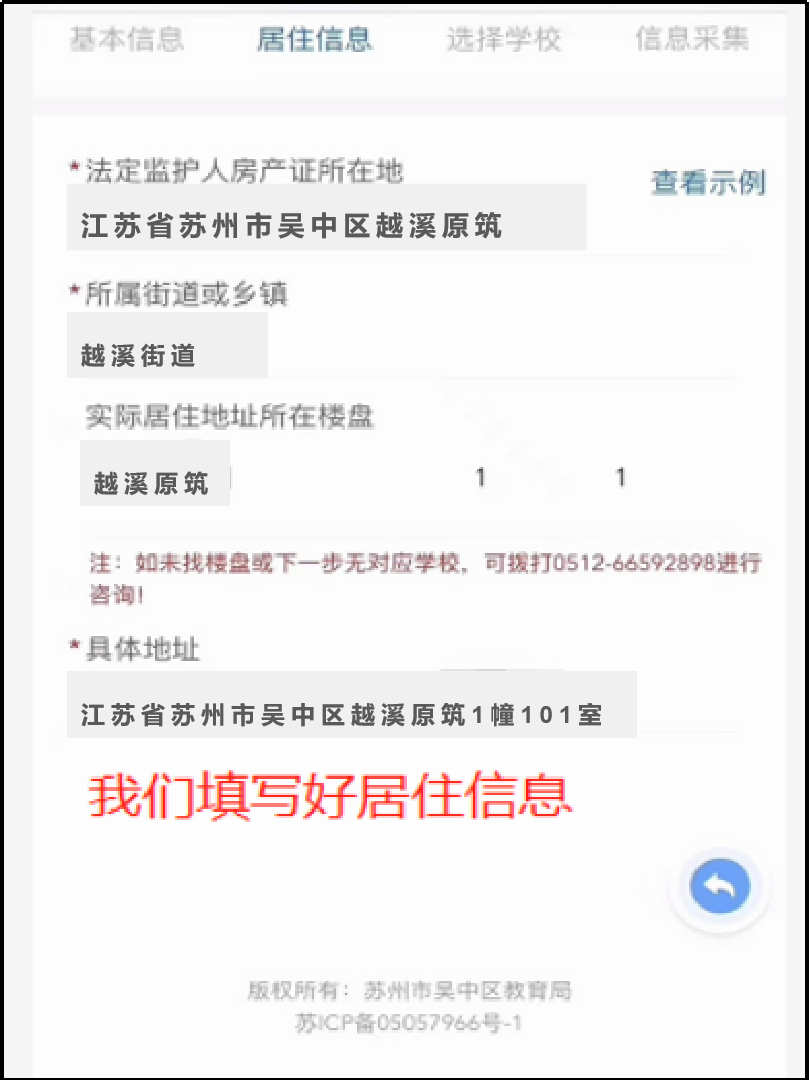 基本信息 居住信息 选择学校 信息采集
*法定监护人房产证所在地
查看示例
江苏省苏州市吴中区越溪原筑
*所属街道或乡镇
越溪街道
实际居住地址所在楼盘
越溪原筑 1 1
注：如未找楼盘或下一步无对应学校，可拨打0512-66592898进行
咨询!
*具体地址
江苏省苏州市吴中区越溪原筑1幢101室
我们填写好居住信息
版权所有：苏州市吴中区教育局
苏ICP备05057966号-1